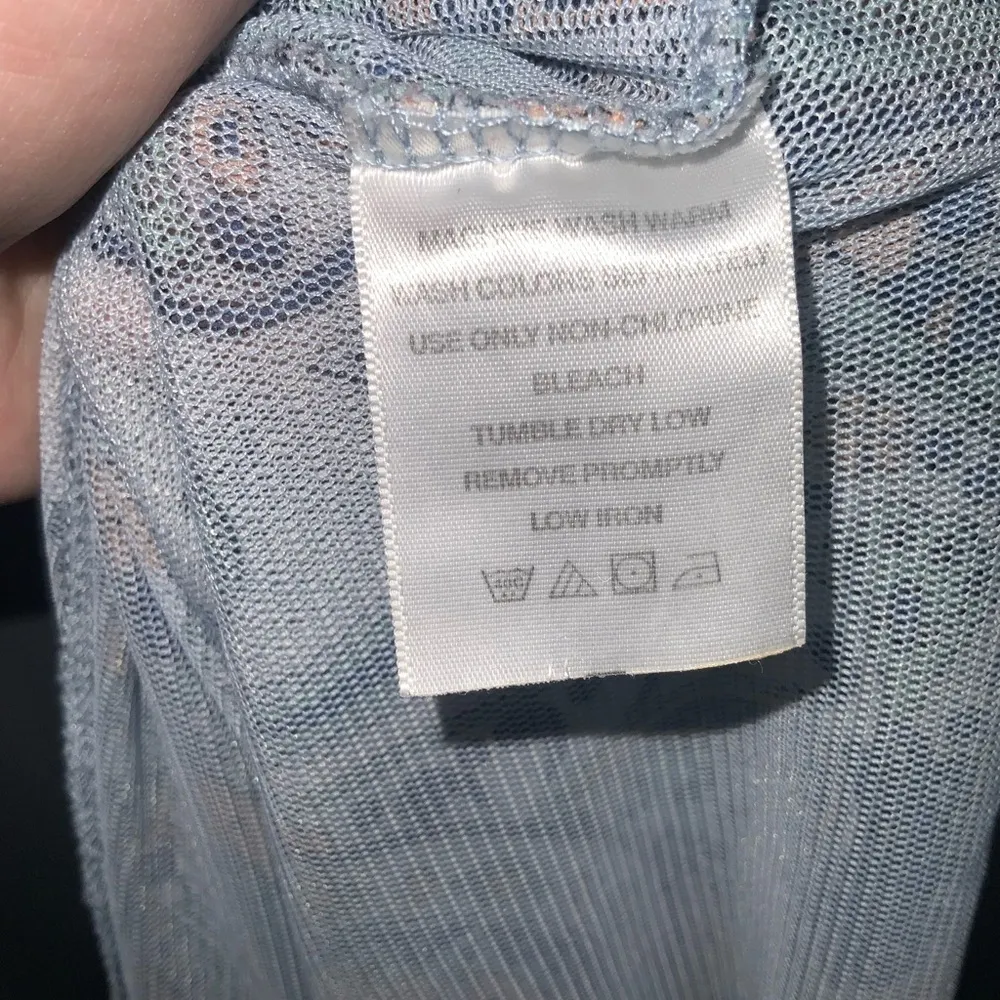 MACHINE WASH WARM
WASH COLORS SEPARATELY
USE ONLY NON-CHLORINE
BLEACH
TUMBLE DRY LOW
REMOVE PROMPTLY
LOW IRON